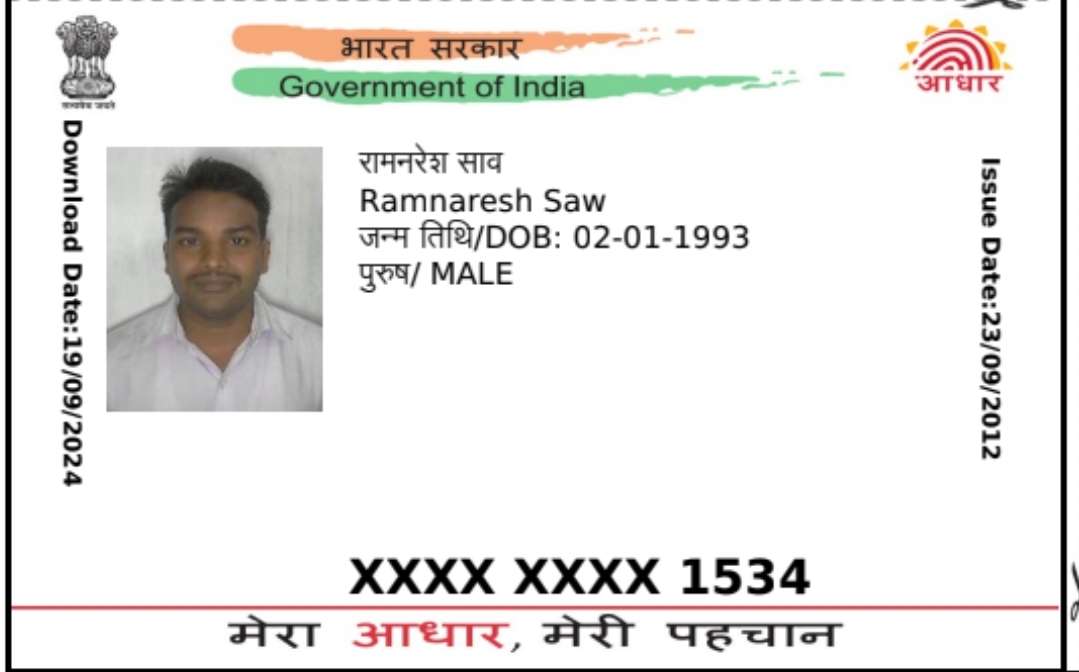 भारत सरकार
Government of India
सत्यमेव जयते
आधार
Download Date:19/09/2024
रामनरेश साव
Ramnaresh Saw
जन्म तिथि/DOB: 02-01-1993
पुरुष/ MALE
Issue Date:23/09/2012
XXXX XXXX 1534
मेरा आधार, मेरी पहचान